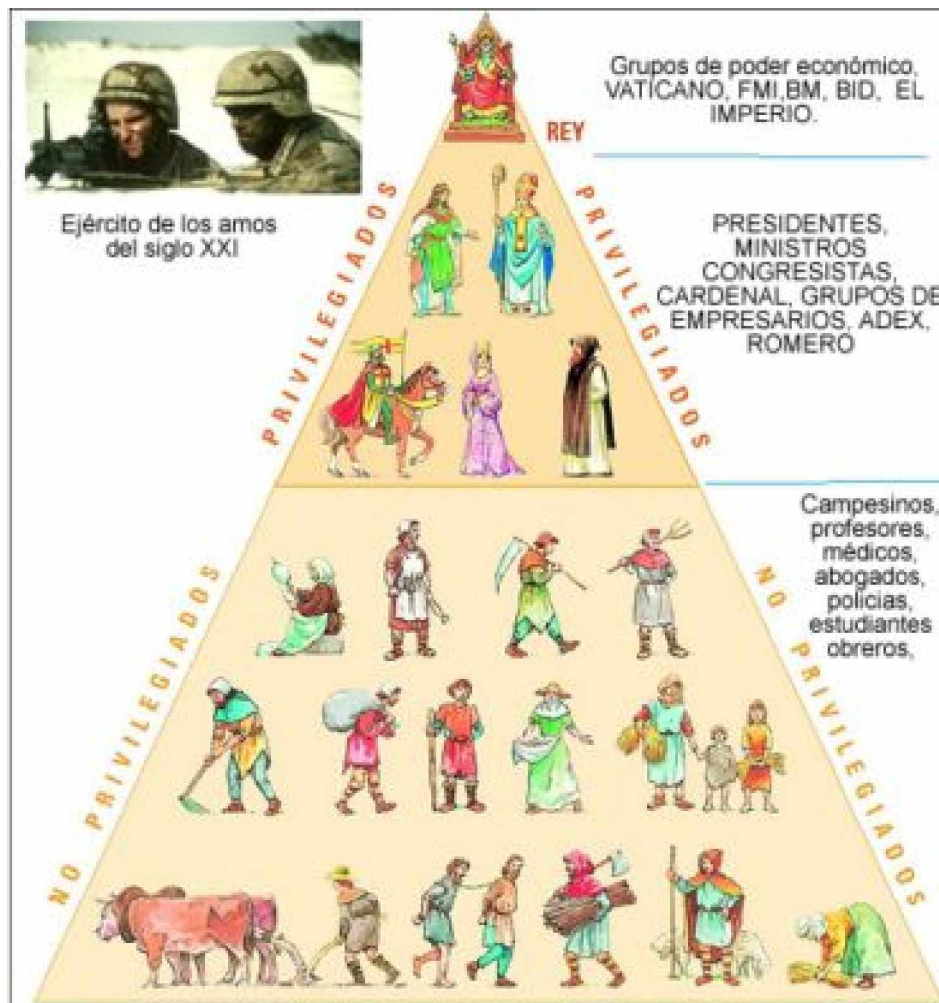 Grupos de poder económico,
VATICANO, FMI,BM, BID, EL
IMPERIO.
REY
Ejército de los amos
del siglo XXI
PRIVILEGIADOS
PRIVILEGIADOS
PRESIDENTES,
MINISTROS
CONGRESISTAS,
CARDENAL, GRUPOS DE
EMPRESARIOS, ADEX,
ROMERO
Campesinos,
profesores,
médicos,
abogados,
policias,
estudiantes
obreros,
NO PRIVILEGIADOS
NO PRIVILEGIADOS